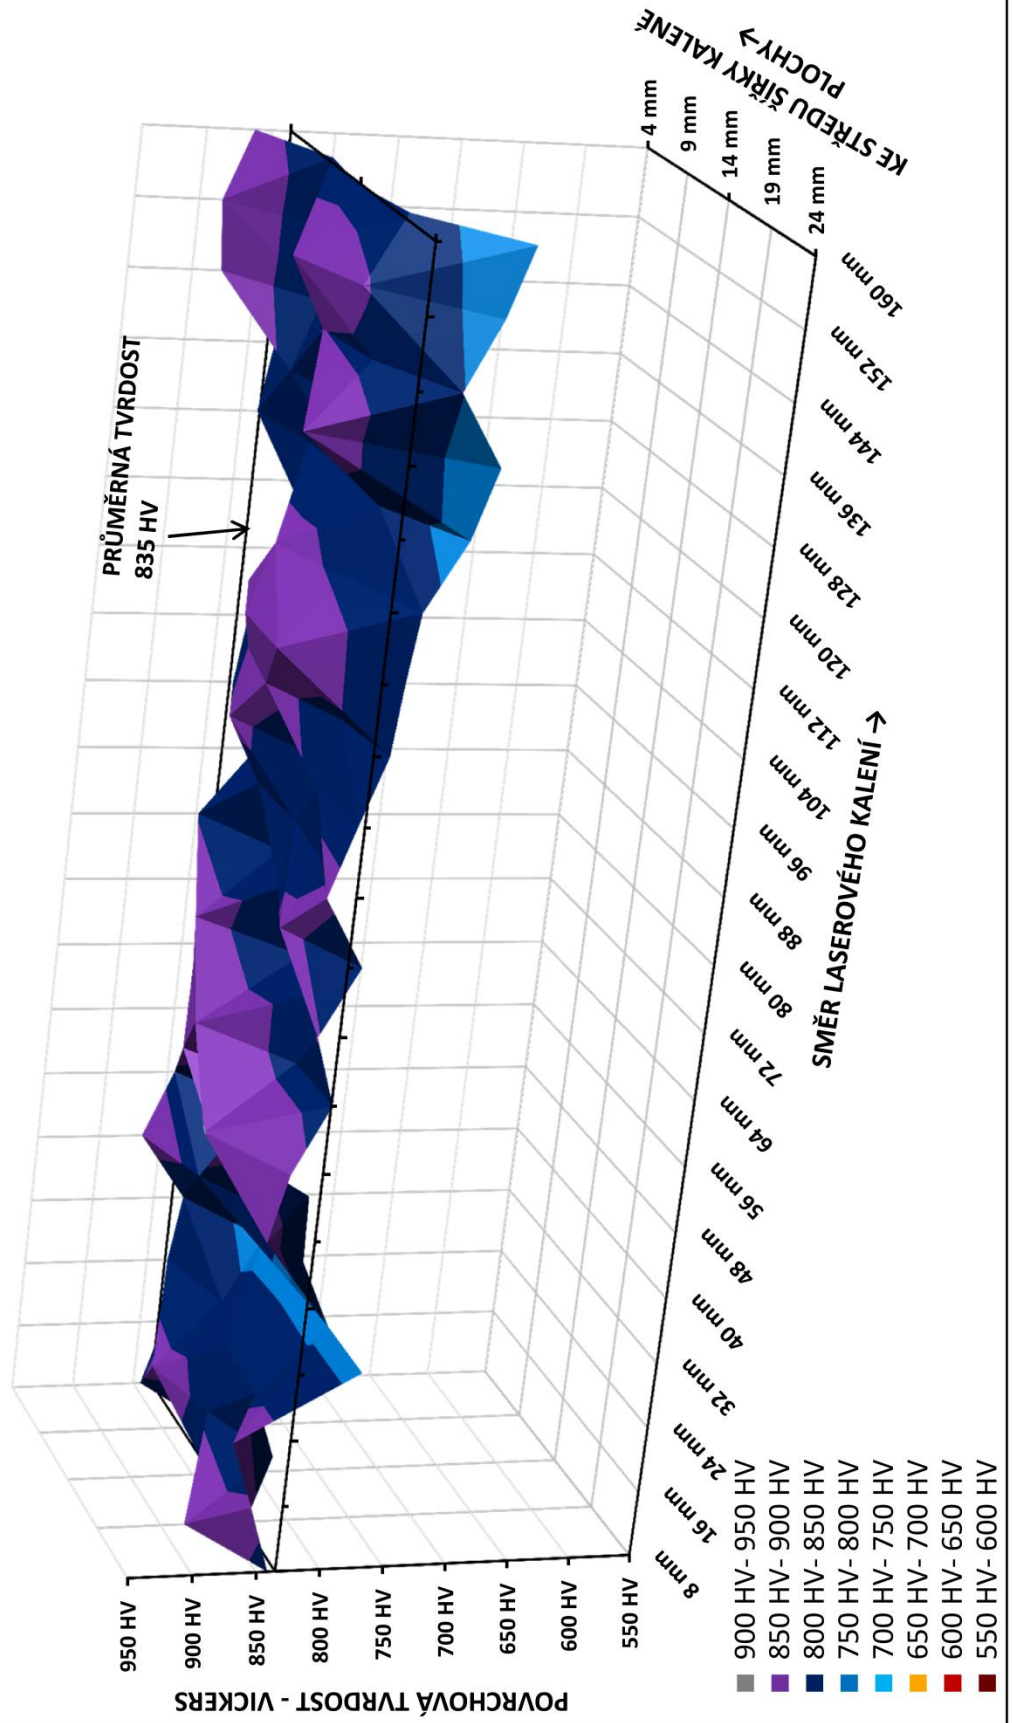 PRŮMĚRNÁ TVRDOST
835 HV
POVRCHOVÁ TVRDOST - VICKERS
950 HV
900 HV
850 HV
800 HV
750 HV
700 HV
650 HV
600 HV
550 HV
8 mm
16 mm
24 mm
32 mm
40 mm
48 mm
56 mm
64 mm
72 mm
80 mm
88 mm
96 mm
104 mm
112 mm
120 mm
128 mm
136 mm
144 mm
152 mm
160 mm
SMĚR LASEROVÉHO KALENÍ →
4 mm
9 mm
14 mm
19 mm
24 mm
KE STŘEDU ŠÍŘKY KALENÉ
PLOCHY →
900 HV- 950 HV
850 HV- 900 HV
800 HV- 850 HV
750 HV- 800 HV
700 HV- 750 HV
650 HV- 700 HV
600 HV- 650 HV
550 HV- 600 HV